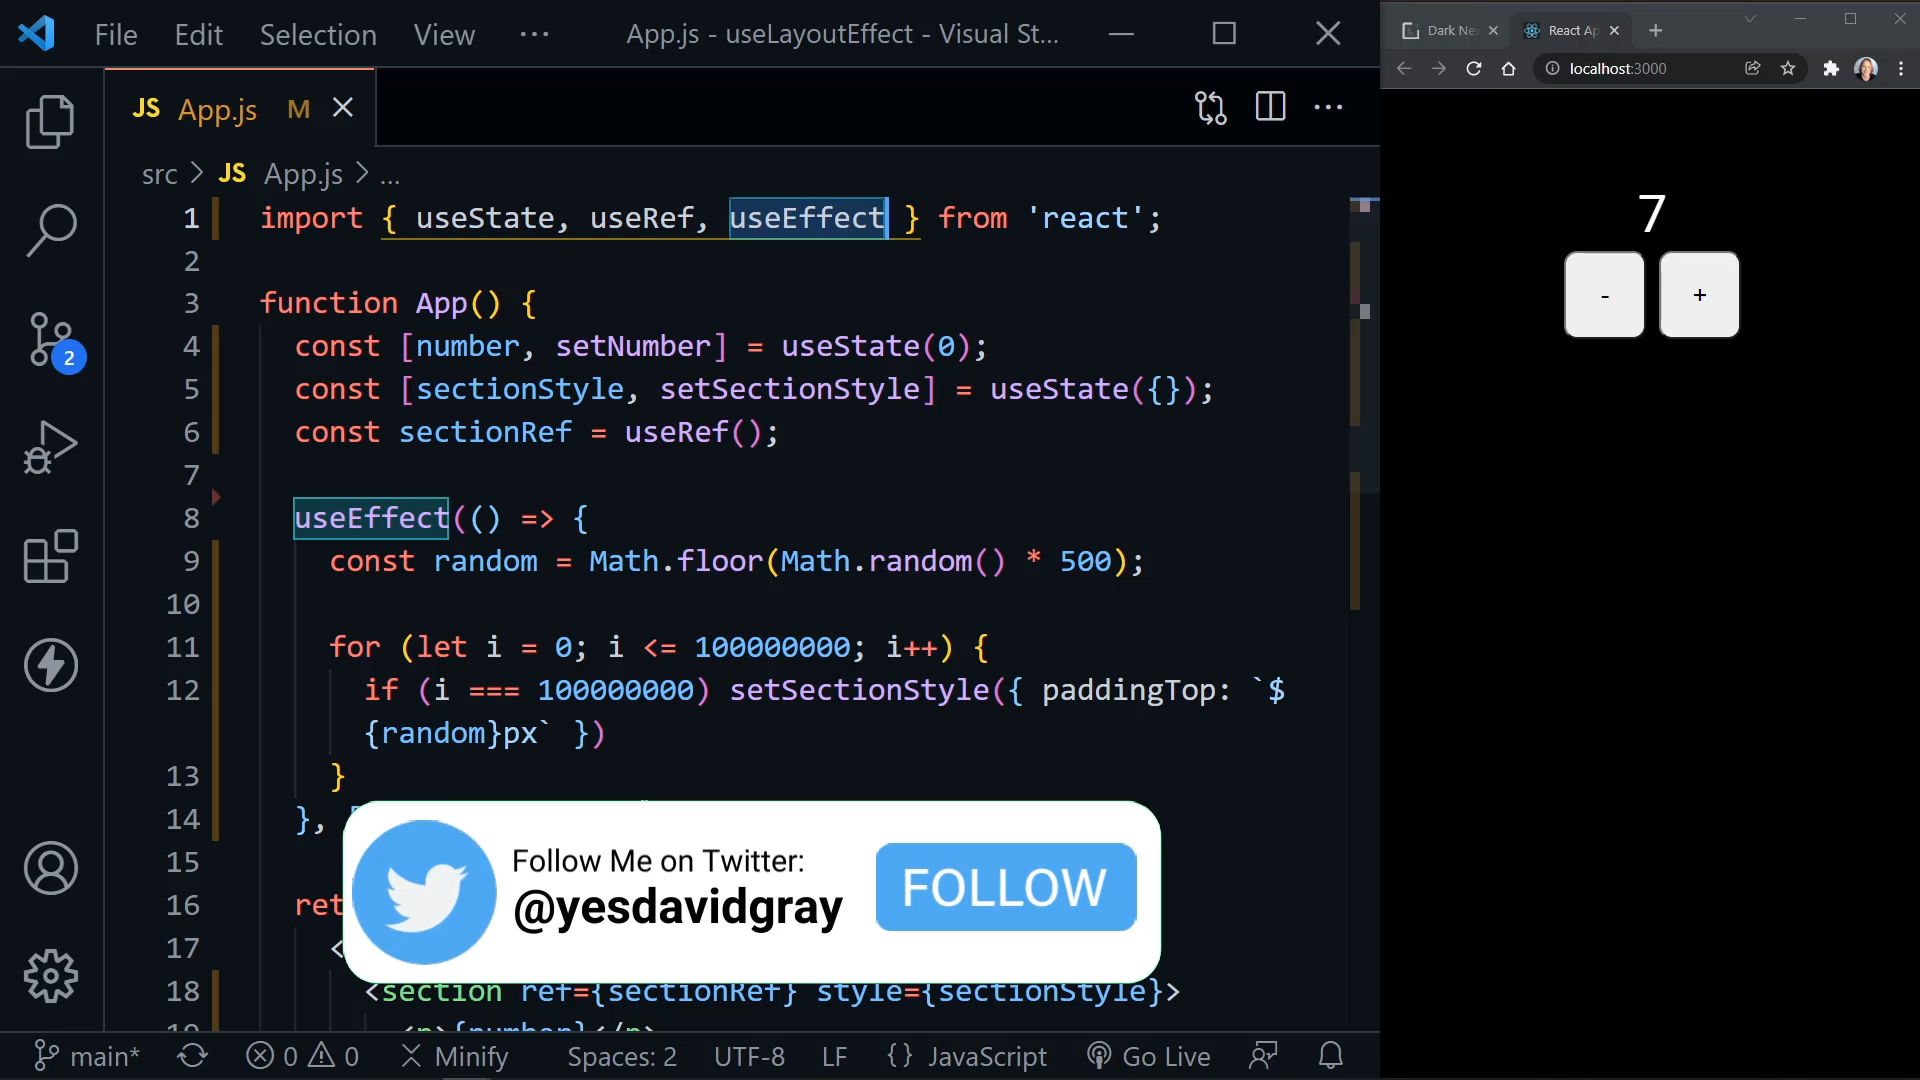 File Edit Selection View ··· App.js - useLayoutEffect - Visual St...
JS App.js M
src > JS App.js > ...
1 import { useState, useRef, useEffect } from 'react';
2
3 function App() {
4 const [number, setNumber] = useState(0);
5 const [sectionStyle, setSectionStyle] = useState({});
6 const sectionRef = useRef();
7
8 useEffect(() => {
9 const random = Math.floor(Math.random() * 500);
10
11 for (let i = 0; i <= 100000000; i++) {
12 if (i === 100000000) setSectionStyle({ paddingTop: `$
{random}px` })
13 }
14 },
15
16 ret
17 <
18 <section ref={sectionRef} style={sectionStyle}>
19 <p>{number}</p>
2
Follow Me on Twitter:
@yesdavidgray
FOLLOW
main* 0 0 Minify Spaces: 2 UTF-8 LF {} JavaScript Go Live
Dark Ne React Ap
localhost:3000
7
- +